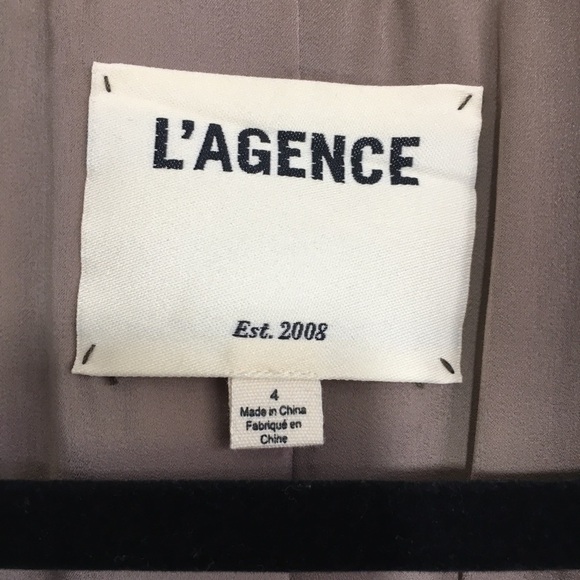 L'AGENCE
Est. 2008
4
Made in China
Fabriqué en
Chine